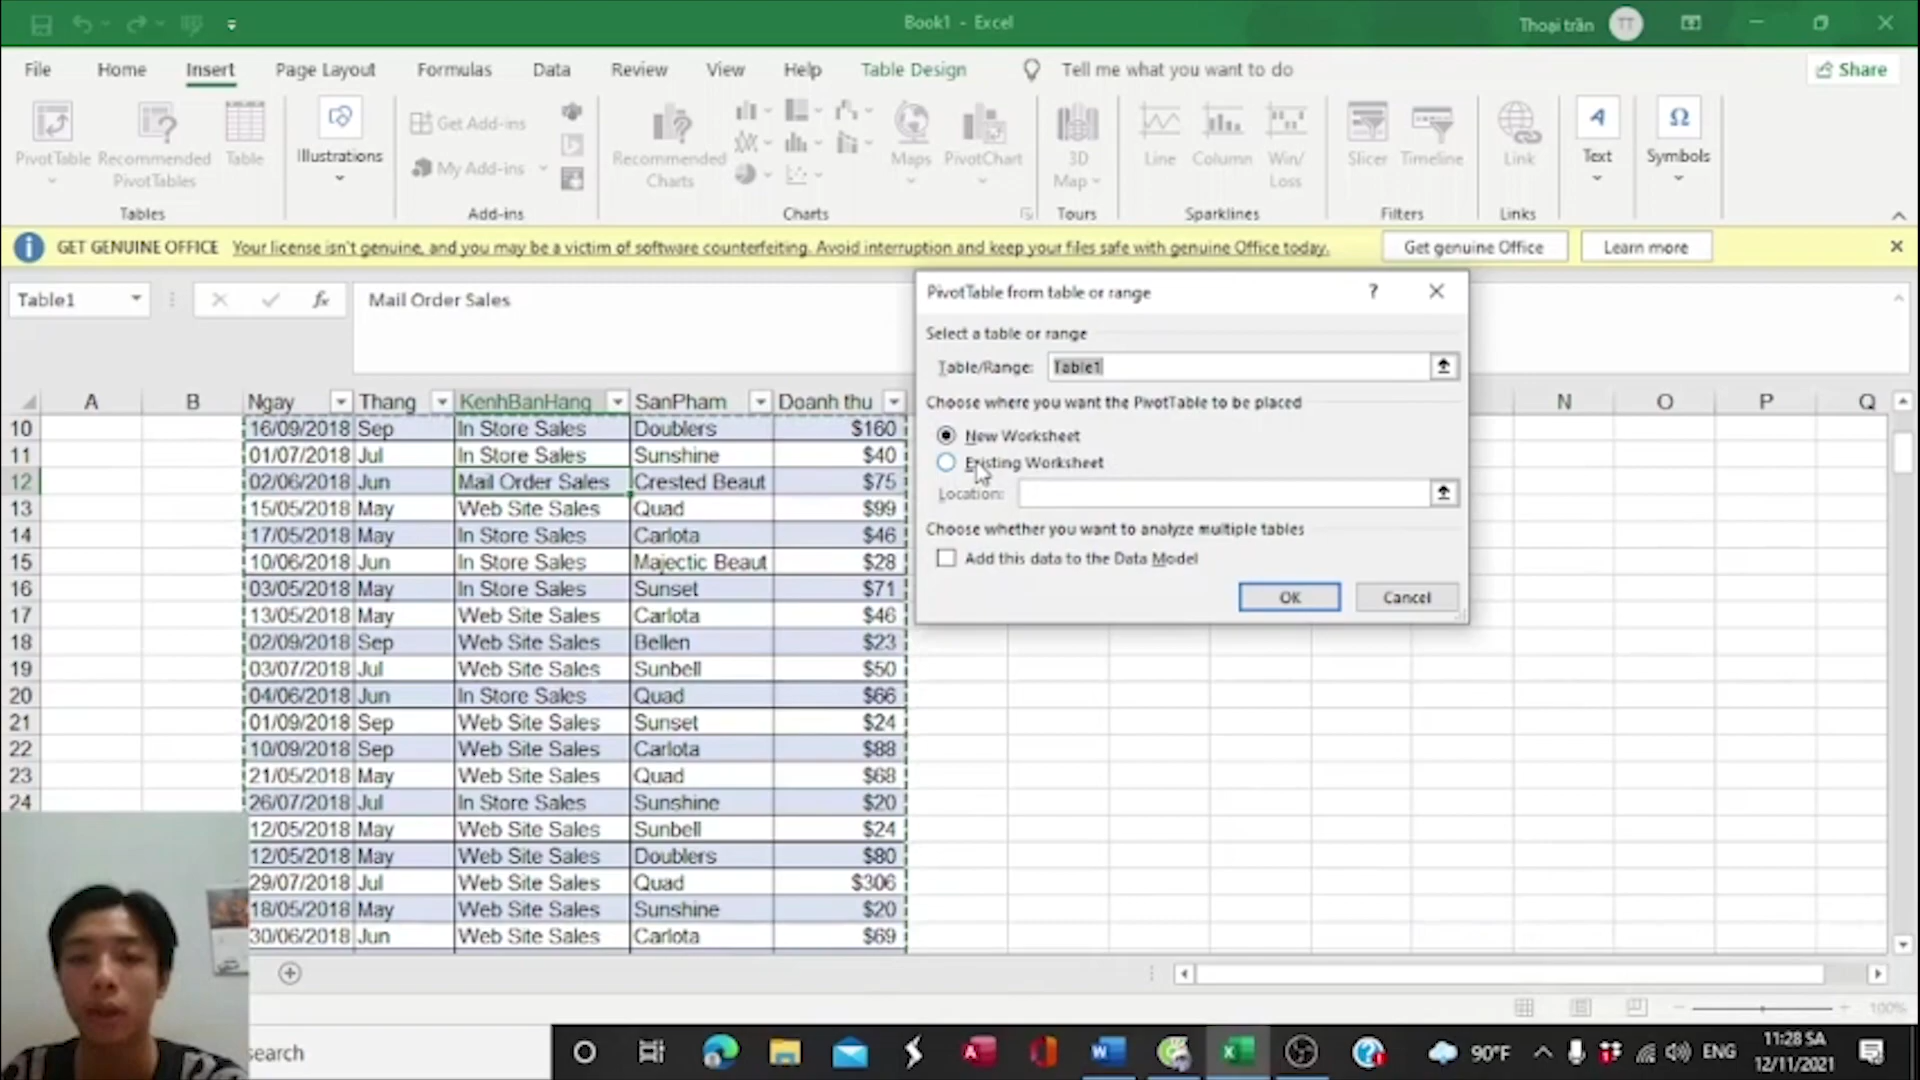 Book1 - Excel
Thoại trần
TT
File Home Insert Page Layout Formulas Data Review View Help Table Design Tell me what you want to do Share
PivotTable
Recommended PivotTables
Table
Tables
Illustrations
Get Add-ins
My Add-ins
Add-ins
Recommended Charts
Maps
PivotChart
Charts
3D Map
Tours
Line
Column
Win/Loss
Sparklines
Slicer
Timeline
Filters
Link
Links
Text
Symbols
GET GENUINE OFFICE Your license isn't genuine, and you may be a victim of software counterfeiting. Avoid interruption and keep your files safe with genuine Office today. Get genuine Office Learn more
Table1 fx Mail Order Sales
PivotTable from table or range ?
Select a table or range
Table/Range: Table1
Choose where you want the PivotTable to be placed
New Worksheet
Existing Worksheet
Location:
Choose whether you want to analyze multiple tables
Add this data to the Data Model
OK Cancel
A B Ngay Thang KenhBanHang SanPham Doanh thu N O P Q
10 16/09/2018 Sep In Store Sales Doublers $160
11 01/07/2018 Jul In Store Sales Sunshine $40
12 02/06/2018 Jun Mail Order Sales Crested Beaut $75
13 15/05/2018 May Web Site Sales Quad $99
14 17/05/2018 May In Store Sales Carlota $46
15 10/06/2018 Jun In Store Sales Majectic Beaut $28
16 03/05/2018 May In Store Sales Sunset $71
17 13/05/2018 May Web Site Sales Carlota $46
18 02/09/2018 Sep Web Site Sales Bellen $23
19 03/07/2018 Jul Web Site Sales Sunbell $50
20 04/06/2018 Jun In Store Sales Quad $66
21 01/09/2018 Sep Web Site Sales Sunset $24
22 10/09/2018 Sep Web Site Sales Carlota $88
23 21/05/2018 May Web Site Sales Quad $68
24 26/07/2018 Jul In Store Sales Sunshine $20
12/05/2018 May Web Site Sales Sunbell $24
12/05/2018 May Web Site Sales Doublers $80
29/07/2018 Jul Web Site Sales Quad $306
18/05/2018 May Web Site Sales Sunshine $20
30/06/2018 Jun Web Site Sales Carlota $69
100%
search
90°F ENG
11:28 SA
12/11/2021